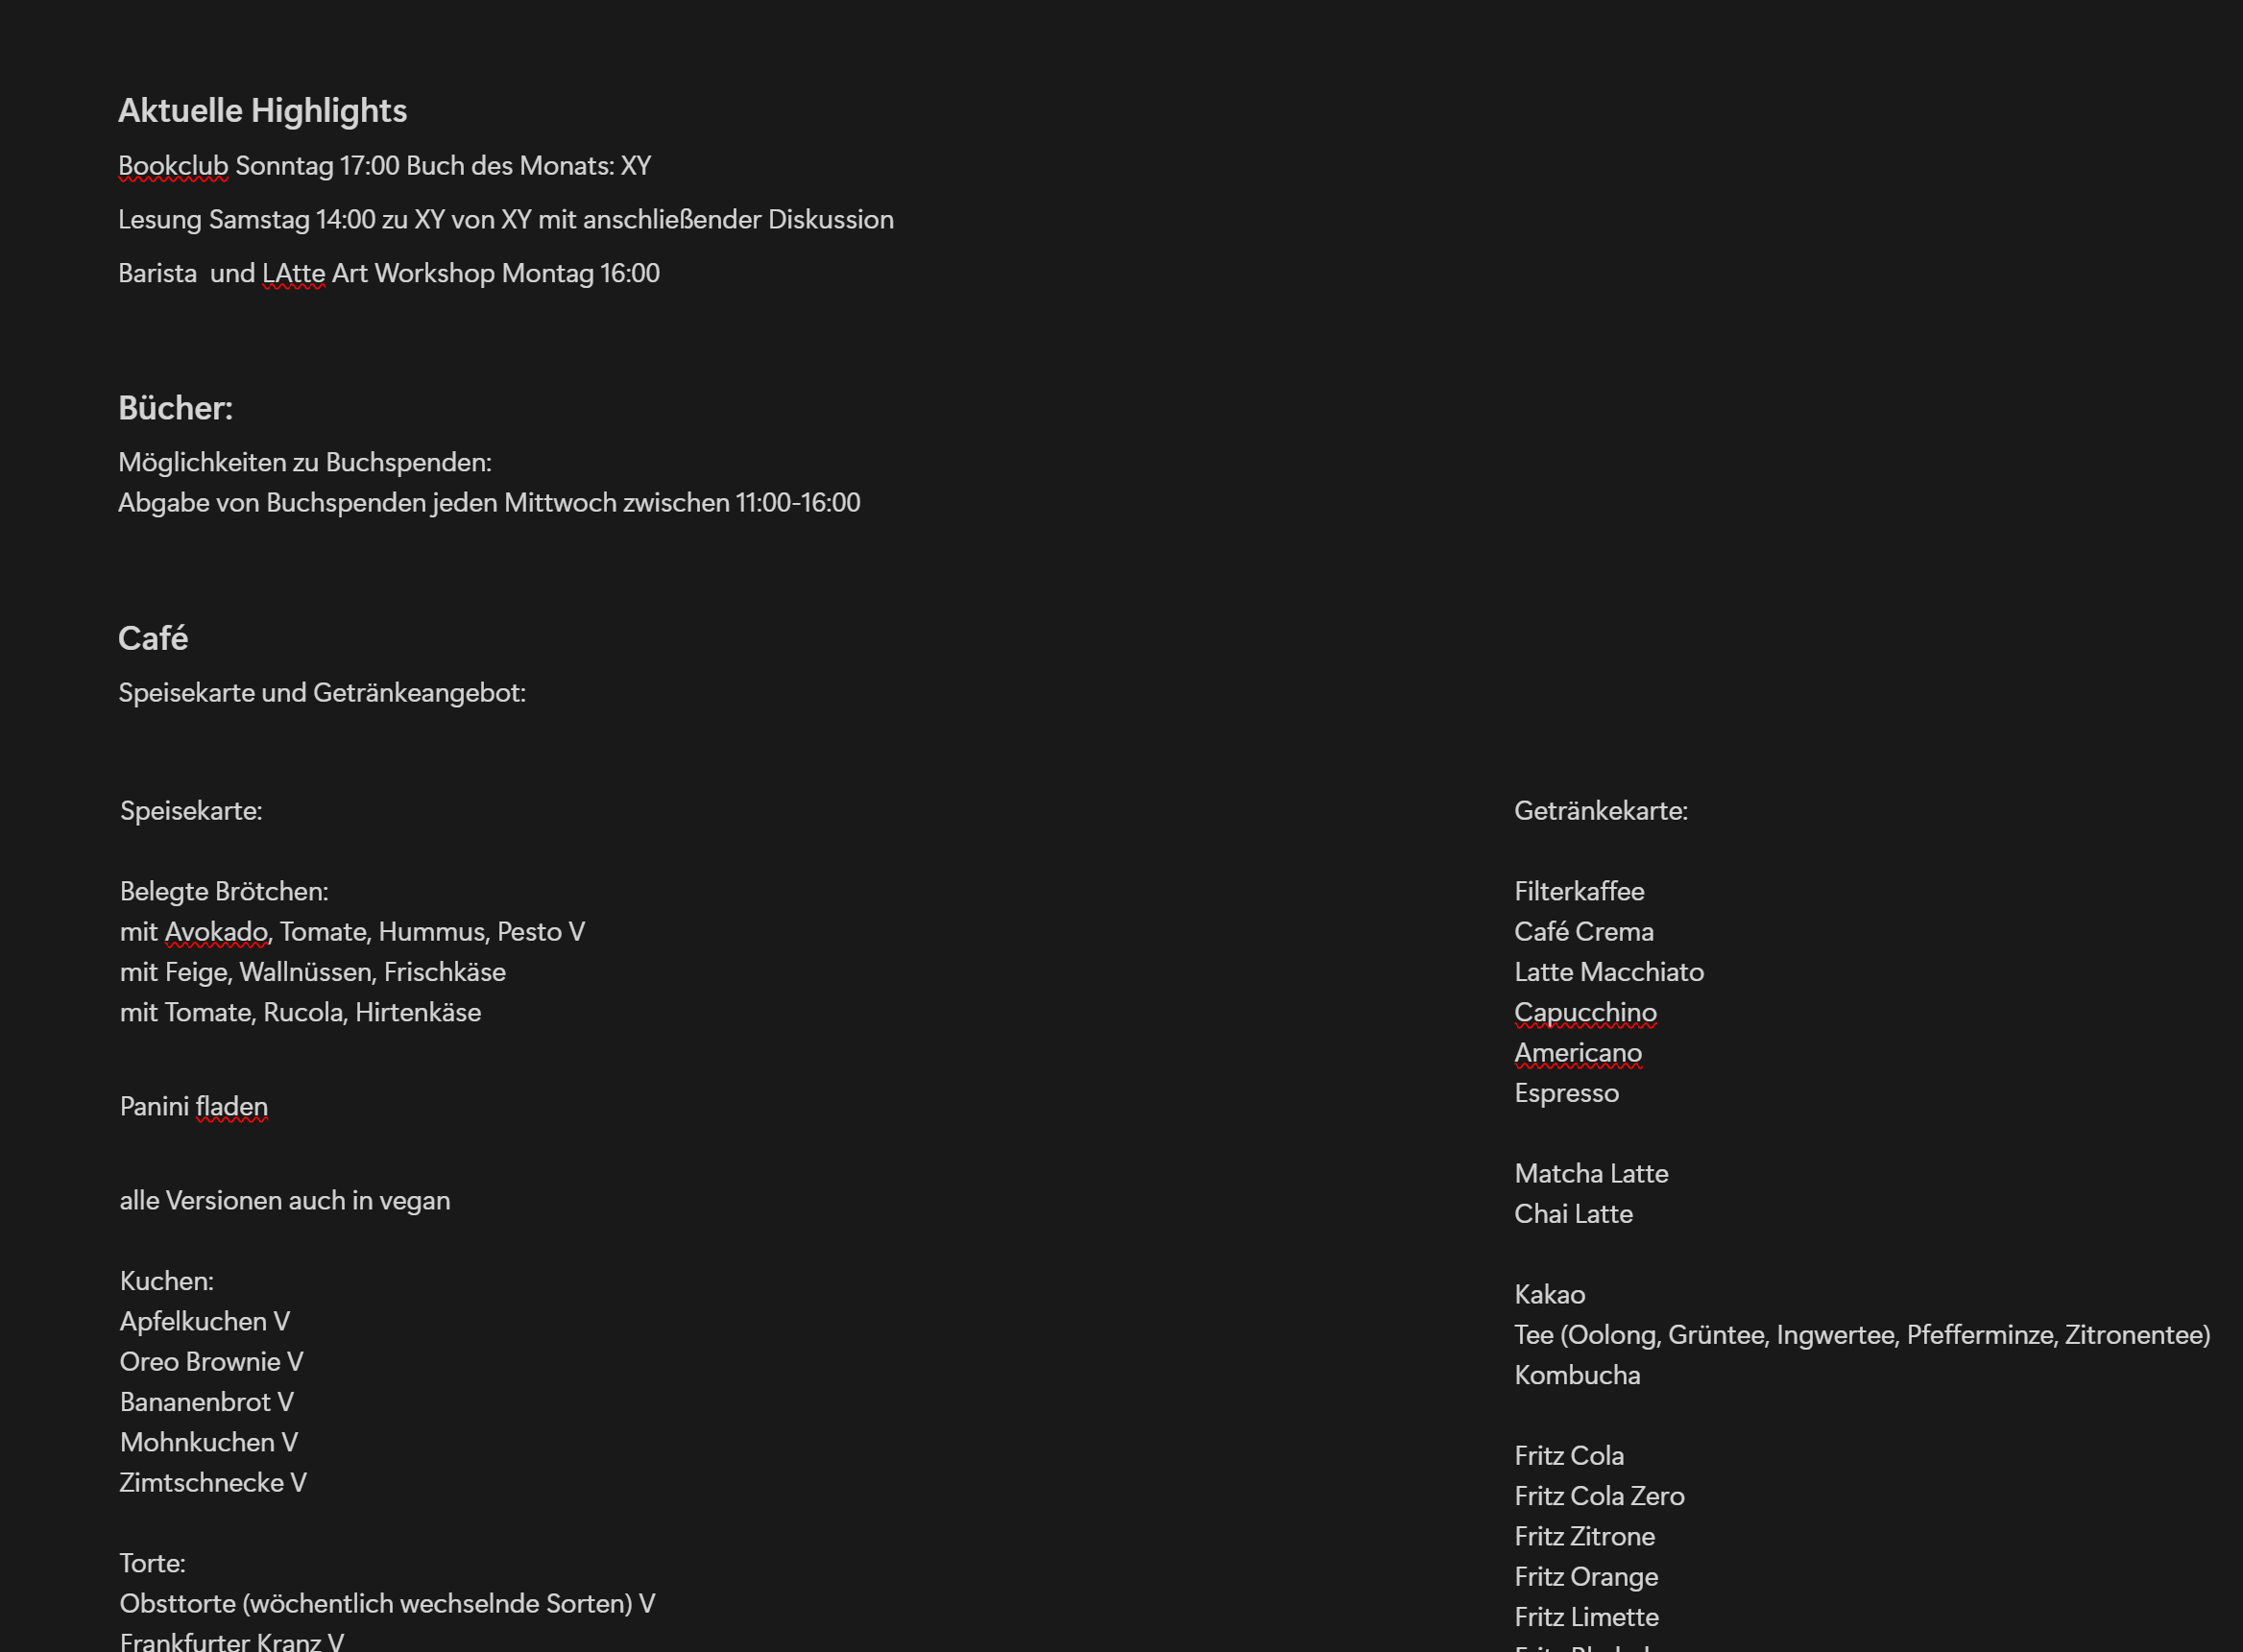 Aktuelle Highlights
Bookclub Sonntag 17:00 Buch des Monats: XY
Lesung Samstag 14:00 zu XY von XY mit anschließender Diskussion
Barista  und LAtte Art Workshop Montag 16:00
Bücher:
Möglichkeiten zu Buchspenden:
Abgabe von Buchspenden jeden Mittwoch zwischen 11:00-16:00
Café
Speisekarte und Getränkeangebot:
Speisekarte:
Belegte Brötchen:
mit Avokado, Tomate, Hummus, Pesto V
mit Feige, Wallnüssen, Frischkäse
mit Tomate, Rucola, Hirtenkäse
Panini fladen
alle Versionen auch in vegan
Kuchen:
Apfelkuchen V
Oreo Brownie V
Bananenbrot V
Mohnkuchen V
Zimtschnecke V
Torte:
Obsttorte (wöchentlich wechselnde Sorten) V
Frankfurter Kranz V
Getränkekarte:
Filterkaffee
Café Crema
Latte Macchiato
Capucchino
Americano
Espresso
Matcha Latte
Chai Latte
Kakao
Tee (Oolong, Grüntee, Ingwertee, Pfefferminze, Zitronentee)
Kombucha
Fritz Cola
Fritz Cola Zero
Fritz Zitrone
Fritz Orange
Fritz Limette
Fritz